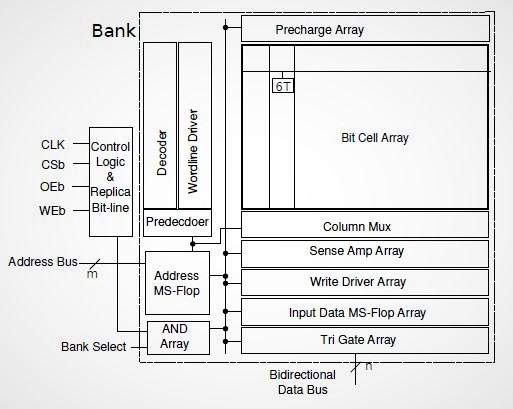 Bank
Precharge Array
6T
Bit Cell Array
Decoder
Wordline Driver
CLK
CSb
OEb
WEb
Control
Logic
&
Replica
Bit-line
Predecdoer
Column Mux
Address Bus
m
Address
MS-Flop
Sense Amp Array
Write Driver Array
Input Data MS-Flop Array
Bank Select
AND
Array
Tri Gate Array
n
Bidirectional
Data Bus